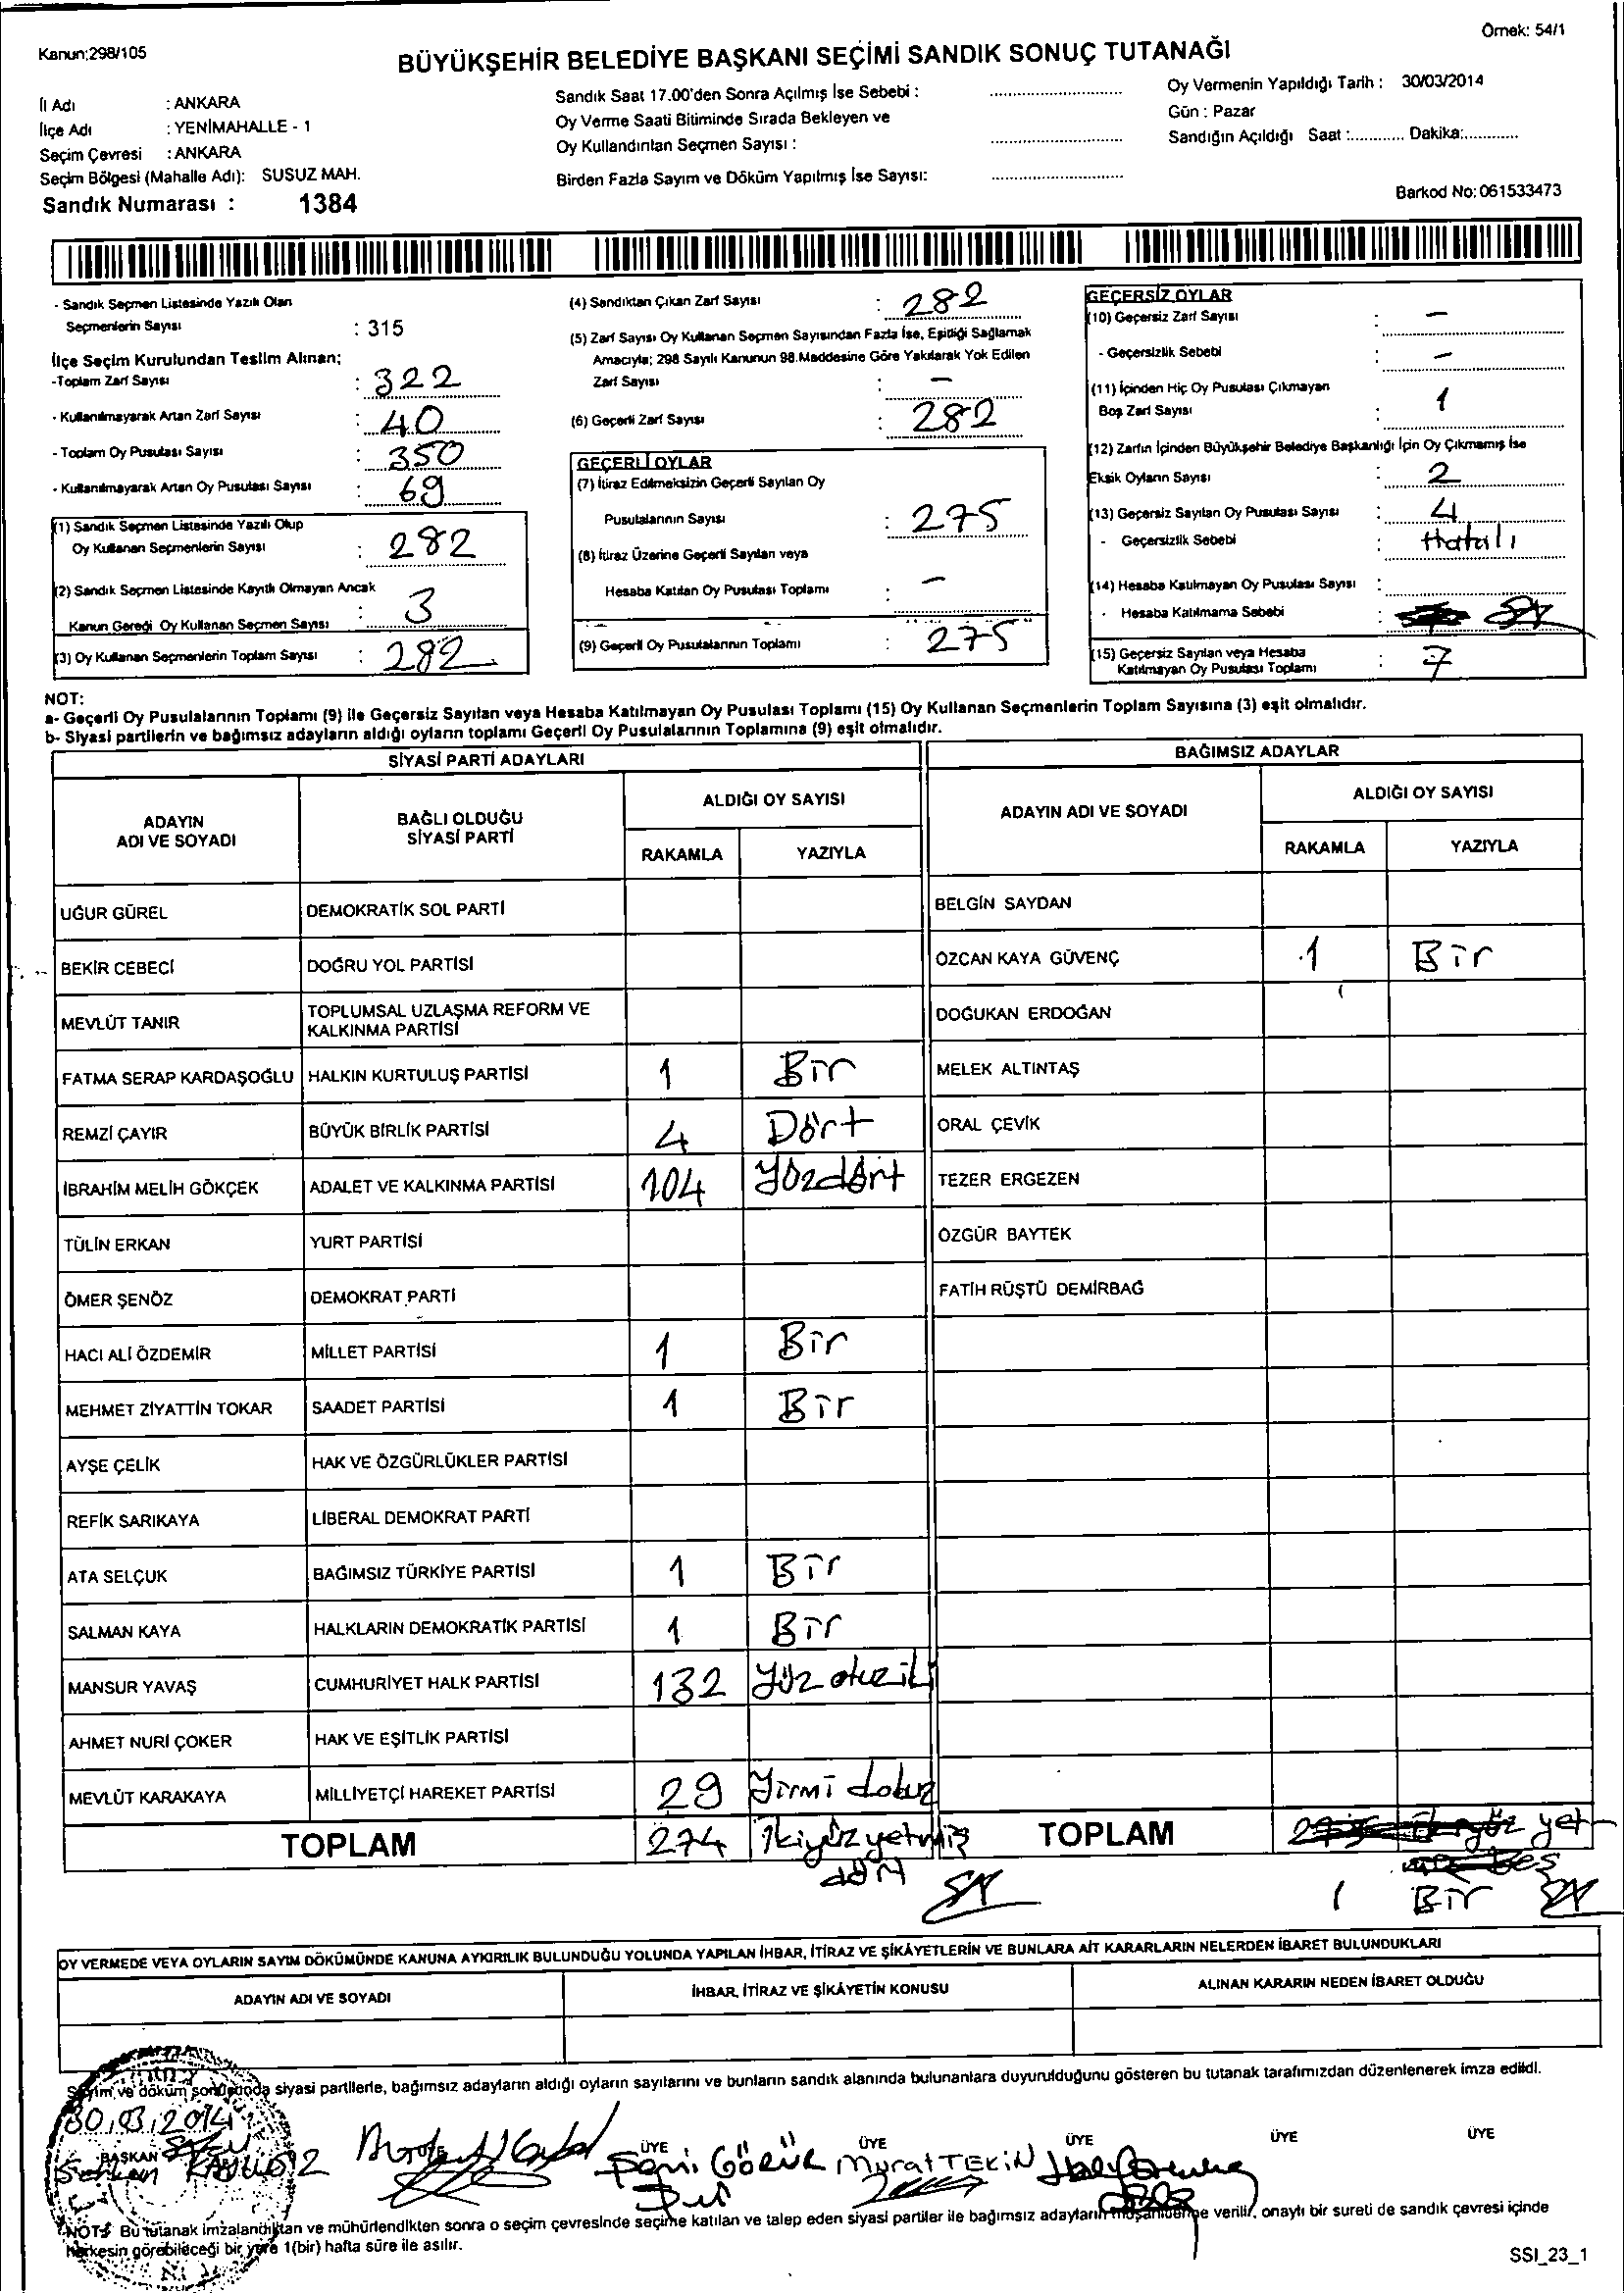 Kanun:298/105
Örnek: 54/1
BÜYÜKŞEHİR BELEDİYE BAŞKANI SEÇİMİ SANDIK SONUÇ TUTANAĞI
İl Adı : ANKARA
İlçe Adı : YENİMAHALLE - 1
Seçim Çevresi : ANKARA
Seçim Bölgesi (Mahalle Adı): SUSUZ MAH.
Sandık Numarası : 1384
Sandık Saat 17.00'den Sonra Açılmış İse Sebebi : ..............................
Oy Verme Saati Bitiminde Sırada Bekleyen ve
Oy Kullandırılan Seçmen Sayısı : ..............................
Birden Fazla Sayım ve Döküm Yapılmış İse Sayısı: ..............................
Oy Vermenin Yapıldığı Tarih : 30/03/2014
Gün : Pazar
Sandığın Açıldığı Saat :............ Dakika:............
Barkod No: 061533473
- Sandık Seçmen Listesinde Yazılı Olan
Seçmenlerin Sayısı : 315
İlçe Seçim Kurulundan Teslim Alınan;
-Toplam Zarf Sayısı : 322
- Kullanılmayarak Artan Zarf Sayısı : 40
- Toplam Oy Pusulası Sayısı : 350
- Kullanılmayarak Artan Oy Pusulası Sayısı : 69
(1) Sandık Seçmen Listesinde Yazılı Olup
Oy Kullanan Seçmenlerin Sayısı : 282
(2) Sandık Seçmen Listesinde Kayıtlı Olmayan Ancak
Kanun Gereği Oy Kullanan Seçmen Sayısı : 3
(3) Oy Kullanan Seçmenlerin Toplam Sayısı : 282
(4) Sandıktan Çıkan Zarf Sayısı : 282
(5) Zarf Sayısı Oy Kullanan Seçmen Sayısından Fazla İse, Eşitliği Sağlamak
Amacıyla; 298 Sayılı Kanunun 98.Maddesine Göre Yakılarak Yok Edilen
Zarf Sayısı : -
(6) Geçerli Zarf Sayısı : 282
GEÇERLİ OYLAR
(7) İtiraz Edilmeksizin Geçerli Sayılan Oy
Pusulalarının Sayısı : 275
(8) İtiraz Üzerine Geçerli Sayılan veya
Hesaba Katılan Oy Pusulası Toplamı : -
(9) Geçerli Oy Pusulalarının Toplamı : 275
GEÇERSİZ OYLAR
(10) Geçersiz Zarf Sayısı : -
- Geçersizlik Sebebi : -
(11) İçinden Hiç Oy Pusulası Çıkmayan
Boş Zarf Sayısı : 1
(12) Zarfın İçinden Büyükşehir Belediye Başkanlığı İçin Oy Çıkmamış İse
Eksik Oyların Sayısı : 2
(13) Geçersiz Sayılan Oy Pusulası Sayısı : 4
- Geçersizlik Sebebi : Hatalı
(14) Hesaba Katılmayan Oy Pusulası Sayısı :
- Hesaba Katılmama Sebebi :
(15) Geçersiz Sayılan veya Hesaba
Katılmayan Oy Pusulası Toplamı : 7
NOT:
a- Geçerli Oy Pusulalarının Toplamı (9) ile Geçersiz Sayılan veya Hesaba Katılmayan Oy Pusulası Toplamı (15) Oy Kullanan Seçmenlerin Toplam Sayısına (3) eşit olmalıdır.
b- Siyasi partilerin ve bağımsız adayların aldığı oyların toplamı Geçerli Oy Pusulalarının Toplamına (9) eşit olmalıdır.
SİYASİ PARTİ ADAYLARI
ADAYIN
ADI VE SOYADI
BAĞLI OLDUĞU
SİYASİ PARTİ
ALDIĞI OY SAYISI
RAKAMLA YAZIYLA
UĞUR GÜREL DEMOKRATİK SOL PARTİ
BEKİR CEBECİ DOĞRU YOL PARTİSİ
MEVLÜT TANIR TOPLUMSAL UZLAŞMA REFORM VE
KALKINMA PARTİSİ
FATMA SERAP KARDAŞOĞLU HALKIN KURTULUŞ PARTİSİ 1 Bir
REMZİ ÇAYIR BÜYÜK BİRLİK PARTİSİ 4 Dört
İBRAHİM MELİH GÖKÇEK ADALET VE KALKINMA PARTİSİ 104 Yüzdört
TÜLİN ERKAN YURT PARTİSİ
ÖMER ŞENÖZ DEMOKRAT PARTİ
HACI ALİ ÖZDEMİR MİLLET PARTİSİ 1 Bir
MEHMET ZİYATTİN TOKAR SAADET PARTİSİ 1 Bir
AYŞE ÇELİK HAK VE ÖZGÜRLÜKLER PARTİSİ
REFİK SARIKAYA LİBERAL DEMOKRAT PARTİ
ATA SELÇUK BAĞIMSIZ TÜRKİYE PARTİSİ 1 Bir
SALMAN KAYA HALKLARIN DEMOKRATİK PARTİSİ 1 Bir
MANSUR YAVAŞ CUMHURİYET HALK PARTİSİ 132 Yüz otuz iki
AHMET NURİ ÇOKER HAK VE EŞİTLİK PARTİSİ
MEVLÜT KARAKAYA MİLLİYETÇİ HAREKET PARTİSİ 29 Yirmi dokuz
TOPLAM 274 İkiyüz yetmiş
dört
BAĞIMSIZ ADAYLAR
ADAYIN ADI VE SOYADI
ALDIĞI OY SAYISI
RAKAMLA YAZIYLA
BELGİN SAYDAN
ÖZCAN KAYA GÜVENÇ 1 Bir
DOĞUKAN ERDOĞAN
MELEK ALTINTAŞ
ORAL ÇEVİK
TEZER ERGEZEN
ÖZGÜR BAYTEK
FATİH RÜŞTÜ DEMİRBAĞ
TOPLAM
1 Bir
OY VERMEDE VEYA OYLARIN SAYIM DÖKÜMÜNDE KANUNA AYKIRILIK BULUNDUĞU YOLUNDA YAPILAN İHBAR, İTİRAZ VE ŞİKÂYETLERİN VE BUNLARA AİT KARARLARIN NELERDEN İBARET BULUNDUKLARI
ADAYIN ADI VE SOYADI
İHBAR, İTİRAZ VE ŞİKÂYETİN KONUSU
ALINAN KARARIN NEDEN İBARET OLDUĞU
Sayım ve döküm sonucunda siyasi partilerle, bağımsız adayların aldığı oyların sayılarını ve bunların sandık alanında bulunanlara duyurulduğunu gösteren bu tutanak tarafımızdan düzenlenerek imza edildi.
30.03.2014
BAŞKAN ÜYE ÜYE ÜYE ÜYE ÜYE
Murat TEKİN
NOT: Bu tutanak imzalandıktan ve mühürlendikten sonra o seçim çevresinde seçime katılan ve talep eden siyasi partiler ile bağımsız adayların müşahitlerine verilir, onaylı bir sureti de sandık çevresi içinde
herkesin görebileceği bir yere 1(bir) hafta süre ile asılır.
SSI_23_1